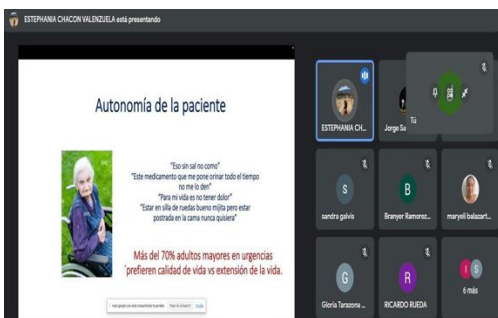 ESTEPHANIA CHACON VALENZUELA está presentando
Autonomía de la paciente
"Eso sin sal no como"
"Este medicamento que me pone orinar todo el tiempo
no me lo den"
"Para mi vida es no tener dolor"
"Estar en silla de ruedas bueno mijita pero estar
postrada en la cama nunca quisiera"
Más del 70% adultos mayores en urgencias
´prefieren calidad de vida vs extensión de la vida.
ESTEPHANIA CH...
Jorge Sa
Tú
S
sandra galvis
B
Branyer Ramoroz...
maryeli balazart...
G
Gloria Tarazona ...
R
RICARDO RUEDA
I S
6 más